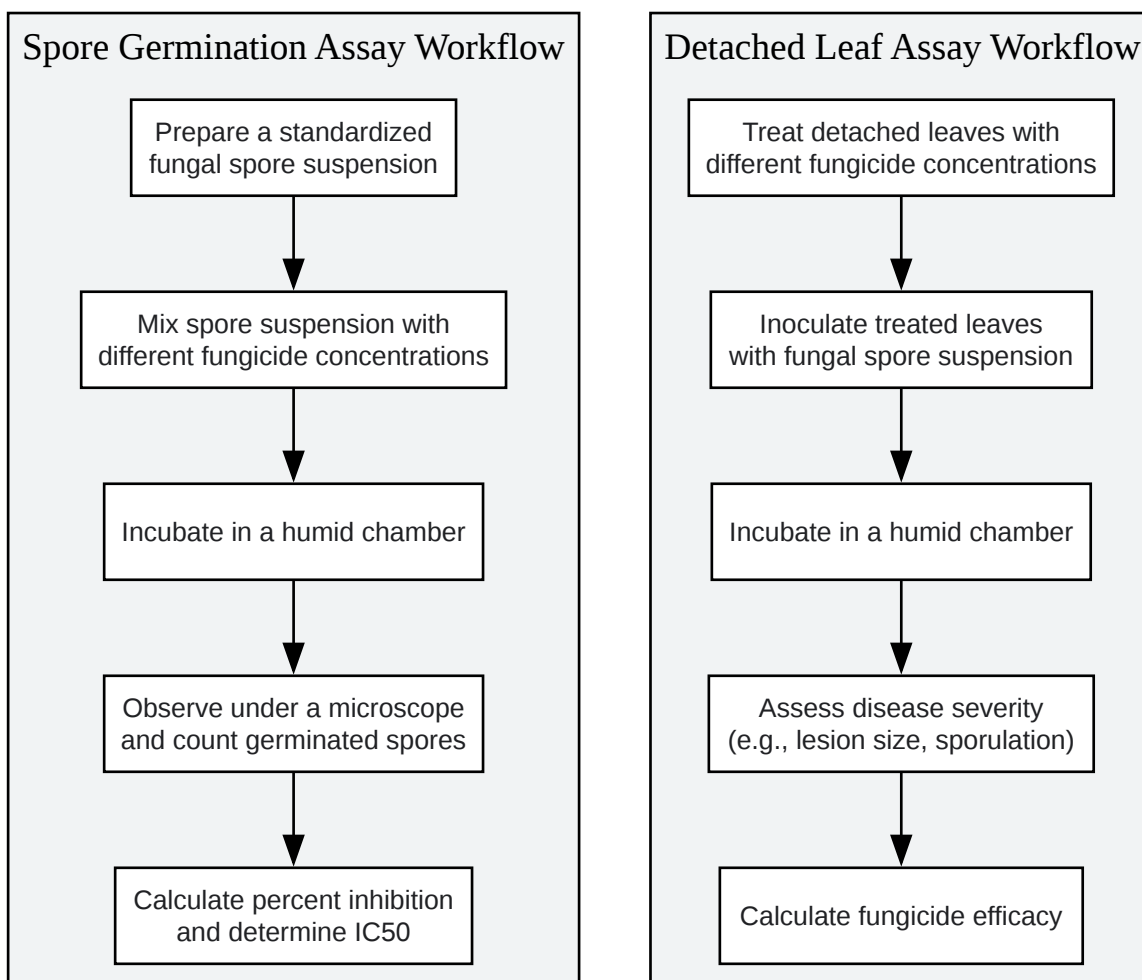 Spore Germination Assay Workflow
Prepare a standardized
fungal spore suspension
Mix spore suspension with
different fungicide concentrations
Incubate in a humid chamber
Observe under a microscope
and count germinated spores
Calculate percent inhibition
and determine IC50
Detached Leaf Assay Workflow
Treat detached leaves with
different fungicide concentrations
Inoculate treated leaves
with fungal spore suspension
Incubate in a humid chamber
Assess disease severity
(e.g., lesion size, sporulation)
Calculate fungicide efficacy